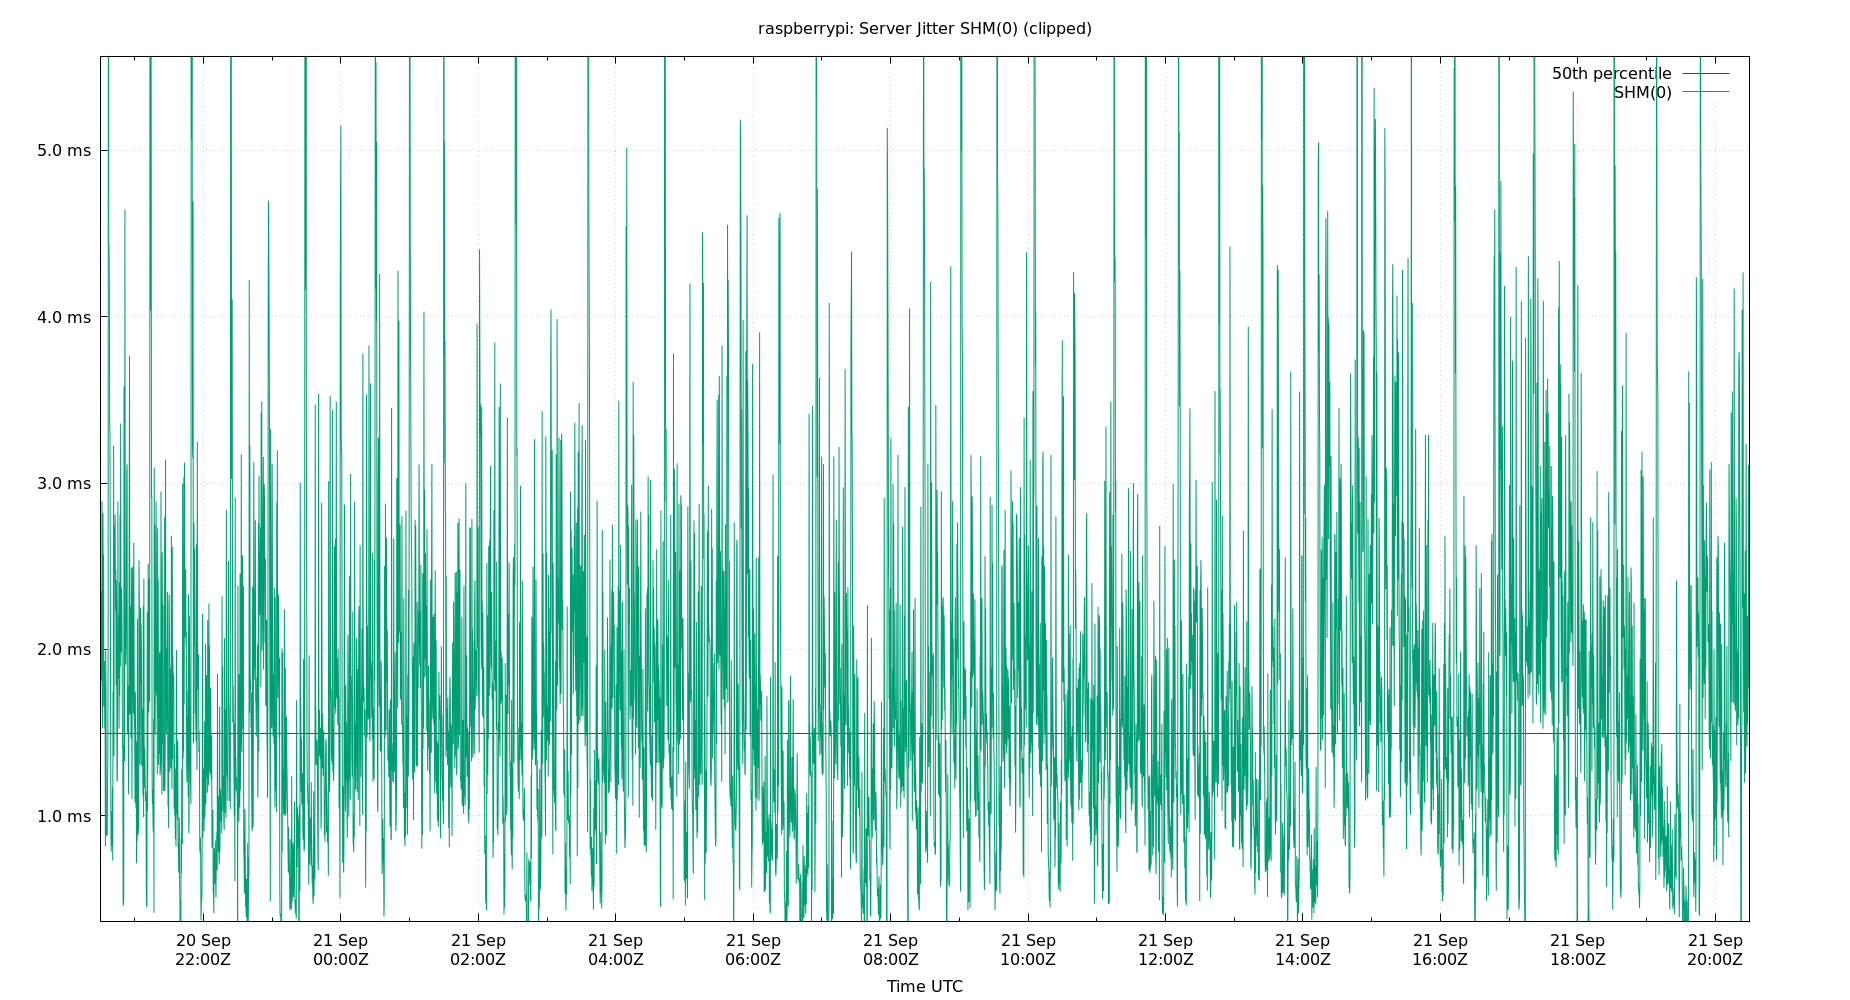 raspberrypi: Server Jitter SHM(0) (clipped)
50th percentile
SHM(0)
5.0 ms
4.0 ms
3.0 ms
2.0 ms
1.0 ms
20 Sep 21 Sep 21 Sep 21 Sep 21 Sep 21 Sep 21 Sep 21 Sep 21 Sep 21 Sep 21 Sep 21 Sep
22:00Z 00:00Z 02:00Z 04:00Z 06:00Z 08:00Z 10:00Z 12:00Z 14:00Z 16:00Z 18:00Z 20:00Z
Time UTC